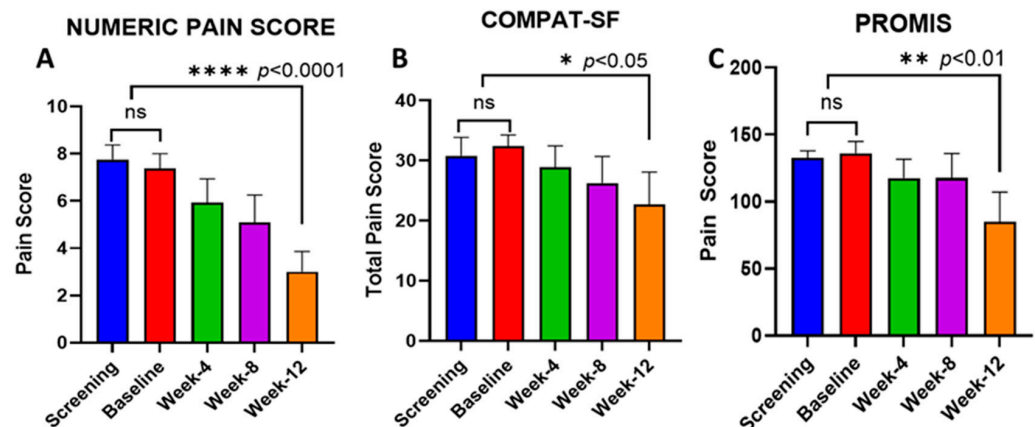 NUMERIC PAIN SCORE
A
**** p<0.0001
ns
Pain Score
10
8
6
4
2
0
Screening
Baseline
Week-4
Week-8
Week-12
COMPAT-SF
B
* p<0.05
ns
Total Pain Score
40
30
20
10
0
Screening
Baseline
Week-4
Week-8
Week-12
PROMIS
C
** p<0.01
ns
Pain Score
200
150
100
50
0
Screening
Baseline
Week-4
Week-8
Week-12